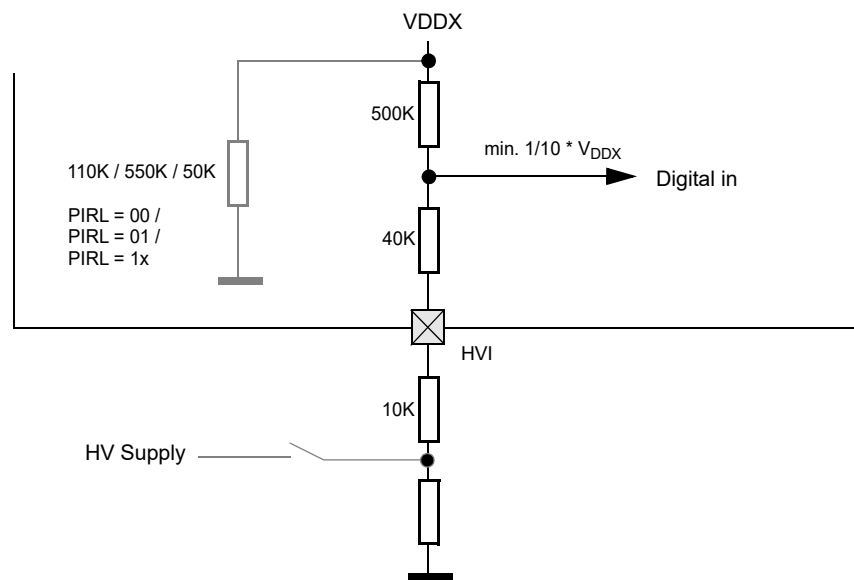 VDDX
500K
min. 1/10 * VDDX
110K / 550K / 50K
Digital in
PIRL = 00 /
PIRL = 01 /
PIRL = 1x
40K
HVI
10K
HV Supply